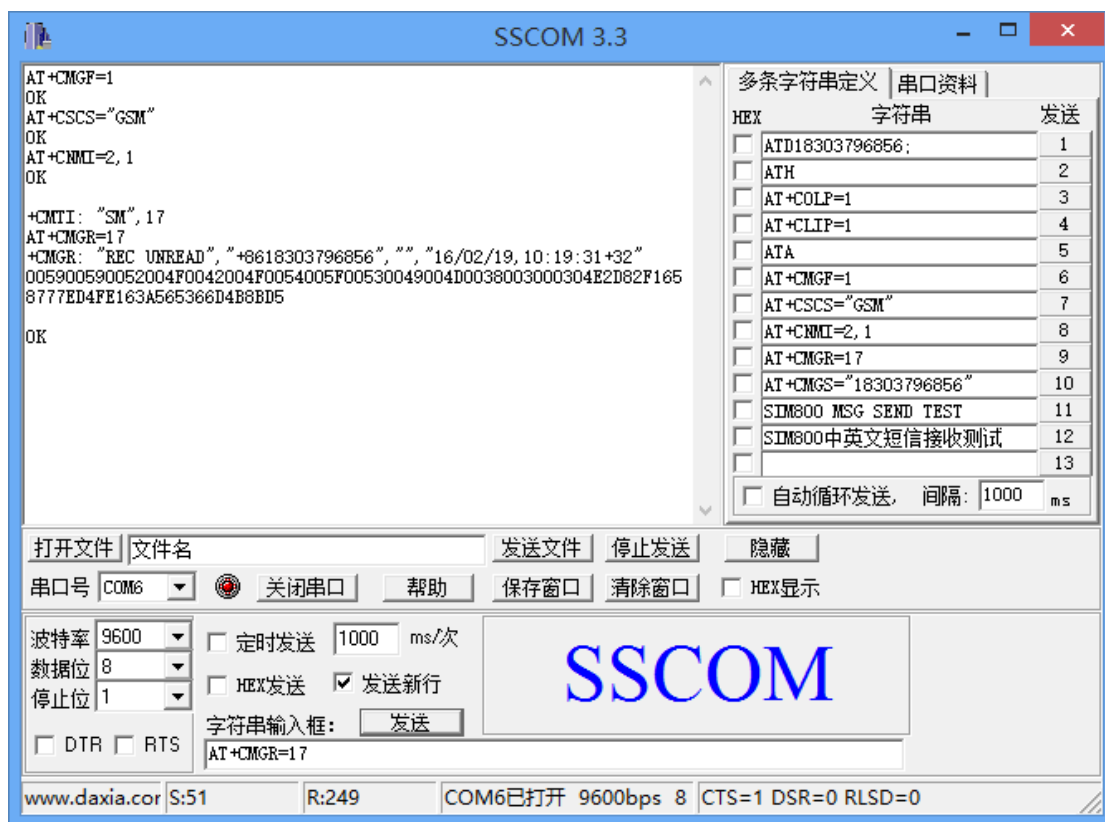 SSCOM 3.3
AT+CMGF=1
OK
AT+CSCS="GSM"
OK
AT+CNMI=2,1
OK
+CMTI: "SM",17
AT+CMGR=17
+CMGR: "REC UNREAD","+8618303796856","","16/02/19,10:19:31+32"
005900590052004F0042004F0054005F00530049004D0038003000304E2D82F165
8777ED4FE163A565366D4B8BD5
OK
多条字符串定义 串口资料
HEX 字符串 发送
ATD18303796856; 1
ATH 2
AT+COLP=1 3
AT+CLIP=1 4
ATA 5
AT+CMGF=1 6
AT+CSCS="GSM" 7
AT+CNMI=2,1 8
AT+CMGR=17 9
AT+CMGS="18303796856" 10
SIM800 MSG SEND TEST 11
SIM800中英文短信接收测试 12
13
自动循环发送, 间隔: 1000 ms
打开文件 文件名 发送文件 停止发送 隐藏
串口号 COM6 关闭串口 帮助 保存窗口 清除窗口 HEX显示
波特率 9600 定时发送 1000 ms/次
数据位 8
停止位 1 HEX发送 发送新行
SSCOM
字符串输入框: 发送
DTR RTS AT+CMGR=17
www.daxia.cor S:51 R:249 COM6已打开 9600bps 8 CTS=1 DSR=0 RLSD=0